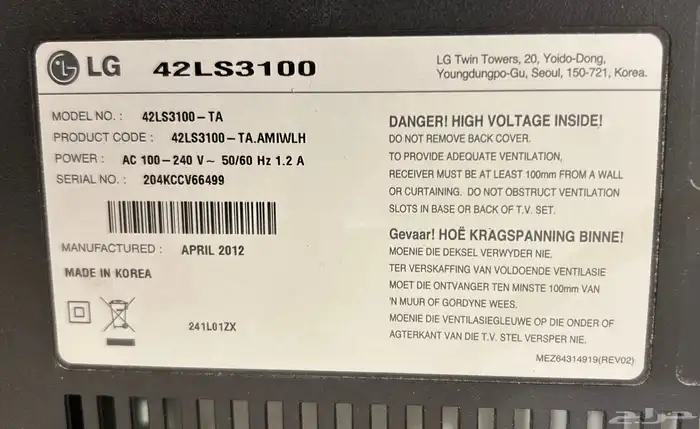 LG 42LS3100
LG Twin Towers, 20, Yoido-Dong,
Youngdungpo-Gu, Seoul, 150-721, Korea.
MODEL NO. : 42LS3100-TA
PRODUCT CODE : 42LS3100-TA.AMIWLH
POWER : AC 100-240 V~ 50/60 Hz 1.2 A
SERIAL NO. : 204KCCV66499
MANUFACTURED : APRIL 2012
MADE IN KOREA
241L01ZX
DANGER! HIGH VOLTAGE INSIDE!
DO NOT REMOVE BACK COVER.
TO PROVIDE ADEQUATE VENTILATION,
RECEIVER MUST BE AT LEAST 100mm FROM A WALL
OR CURTAINING. DO NOT OBSTRUCT VENTILATION
SLOTS IN BASE OR BACK OF T.V. SET.
Gevaar! HOË KRAGSPANNING BINNE!
MOENIE DIE DEKSEL VERWYDER NIE.
TER VERSKAFFING VAN VOLDOENDE VENTILASIE
MOET DIE ONTVANGER TEN MINSTE 100mm VAN
'N MUUR OF GORDYNE WEES.
MOENIE DIE VENTILASIEGLEUWE OP DIE ONDER OF
AGTERKANT VAN DIE T.V. STEL VERSPER NIE.
MEZ64314919(REV02)
حراج